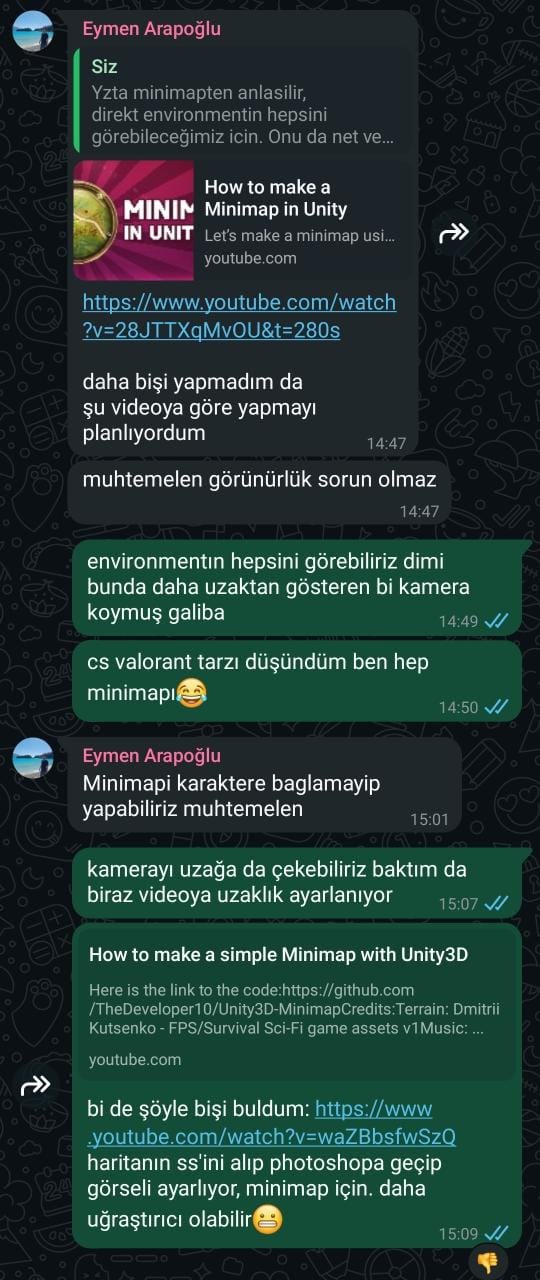 Eymen Arapoğlu
Siz
Yzta minimapten anlasilir,
direkt environmentin hepsini
görebileceğimiz icin. Onu da net ve...
MINIM
IN UNIT
How to make a
Minimap in Unity
Let's make a minimap usi...
youtube.com
https://www.youtube.com/watch
?v=28JTTXqMvOU&t=280s
daha bişi yapmadım da
şu videoya göre yapmayı
planlıyordum
14:47
muhtemelen görünürlük sorun olmaz
14:47
environmentın hepsini görebiliriz dimi
bunda daha uzaktan gösteren bi kamera
koymuş galiba
14:49
cs valorant tarzı düşündüm ben hep
minimapı😂
14:50
Eymen Arapoğlu
Minimapi karaktere baglamayip
yapabiliriz muhtemelen
15:01
kamerayı uzağa da çekebiliriz baktım da
biraz videoya uzaklık ayarlanıyor
15:07
How to make a simple Minimap with Unity3D
Here is the link to the code:https://github.com
/TheDeveloper10/Unity3D-MinimapCredits:Terrain: Dmitrii
Kutsenko - FPS/Survival Sci-Fi game assets v1Music: ...
youtube.com
bi de şöyle bişi buldum: https://www
.youtube.com/watch?v=waZBbsfwSzQ
haritanın ss'ini alıp photoshopa geçip
görseli ayarlıyor, minimap için. daha
uğraştırıcı olabilir😬
15:09